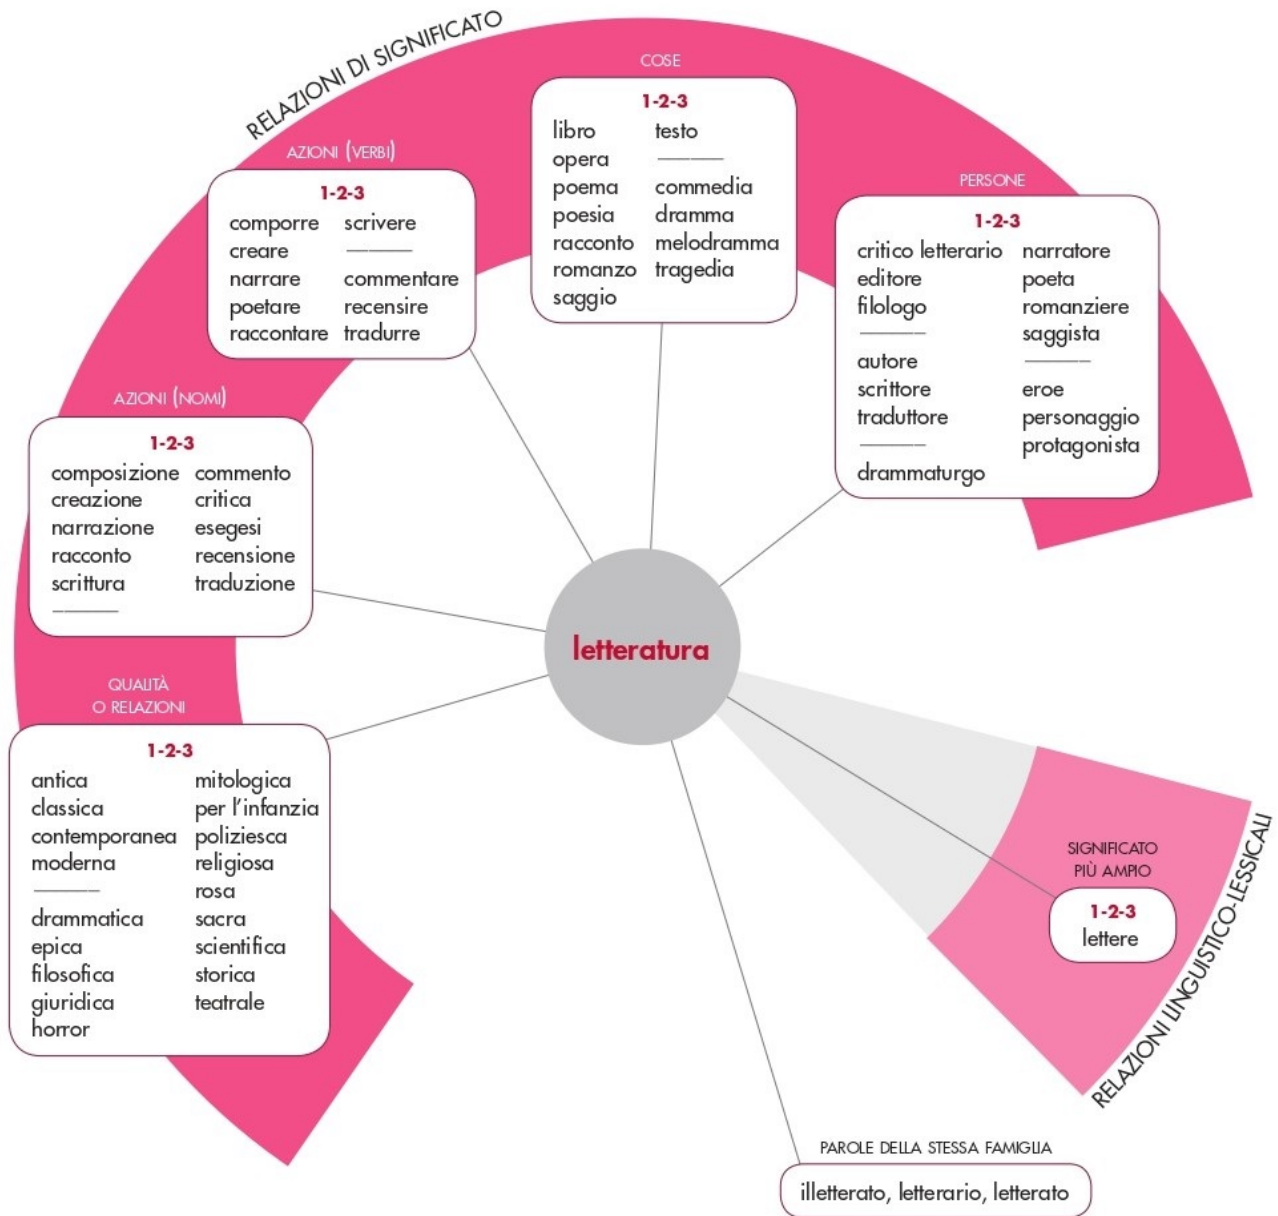 RELAZIONI DI SIGNIFICATO
COSE
1-2-3
libro
opera
poema
poesia
racconto
romanzo
saggio
testo
commedia
dramma
melodramma
tragedia
AZIONI (VERBI)
1-2-3
comporre
creare
narrare
poetare
raccontare
scrivere
commentare
recensire
tradurre
PERSONE
1-2-3
critico letterario
editore
filologo
autore
scrittore
traduttore
drammaturgo
narratore
poeta
romanziere
saggista
eroe
personaggio
protagonista
AZIONI (NOMI)
1-2-3
composizione
creazione
narrazione
racconto
scrittura
commento
critica
esegesi
recensione
traduzione
letteratura
QUALITÀ
O RELAZIONI
1-2-3
antica
classica
contemporanea
moderna
drammatica
epica
filosofica
giuridica
horror
mitologica
per l'infanzia
poliziesca
religiosa
rosa
sacra
scientifica
storica
teatrale
SIGNIFICATO
PIÙ AMPIO
1-2-3
lettere
RELAZIONI LINGUISTICO-LESSICALI
PAROLE DELLA STESSA FAMIGLIA
illetterato, letterario, letterato